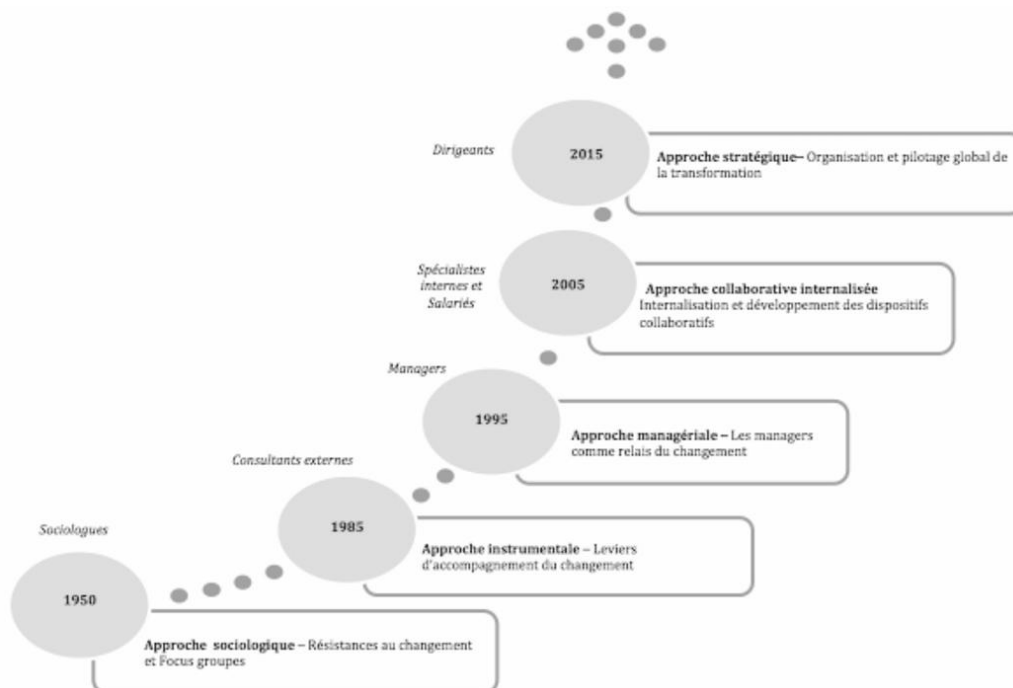 Dirigeants
2015
Approche stratégique– Organisation et pilotage global de
la transformation
Spécialistes
internes et
Salariés
2005
Approche collaborative internalisée
Internalisation et développement des dispositifs
collaboratifs
Managers
1995
Approche managériale – Les managers
comme relais du changement
Consultants externes
1985
Approche instrumentale – Leviers
d'accompagnement du changement
Sociologues
1950
Approche sociologique – Résistances au changement
et Focus groupes